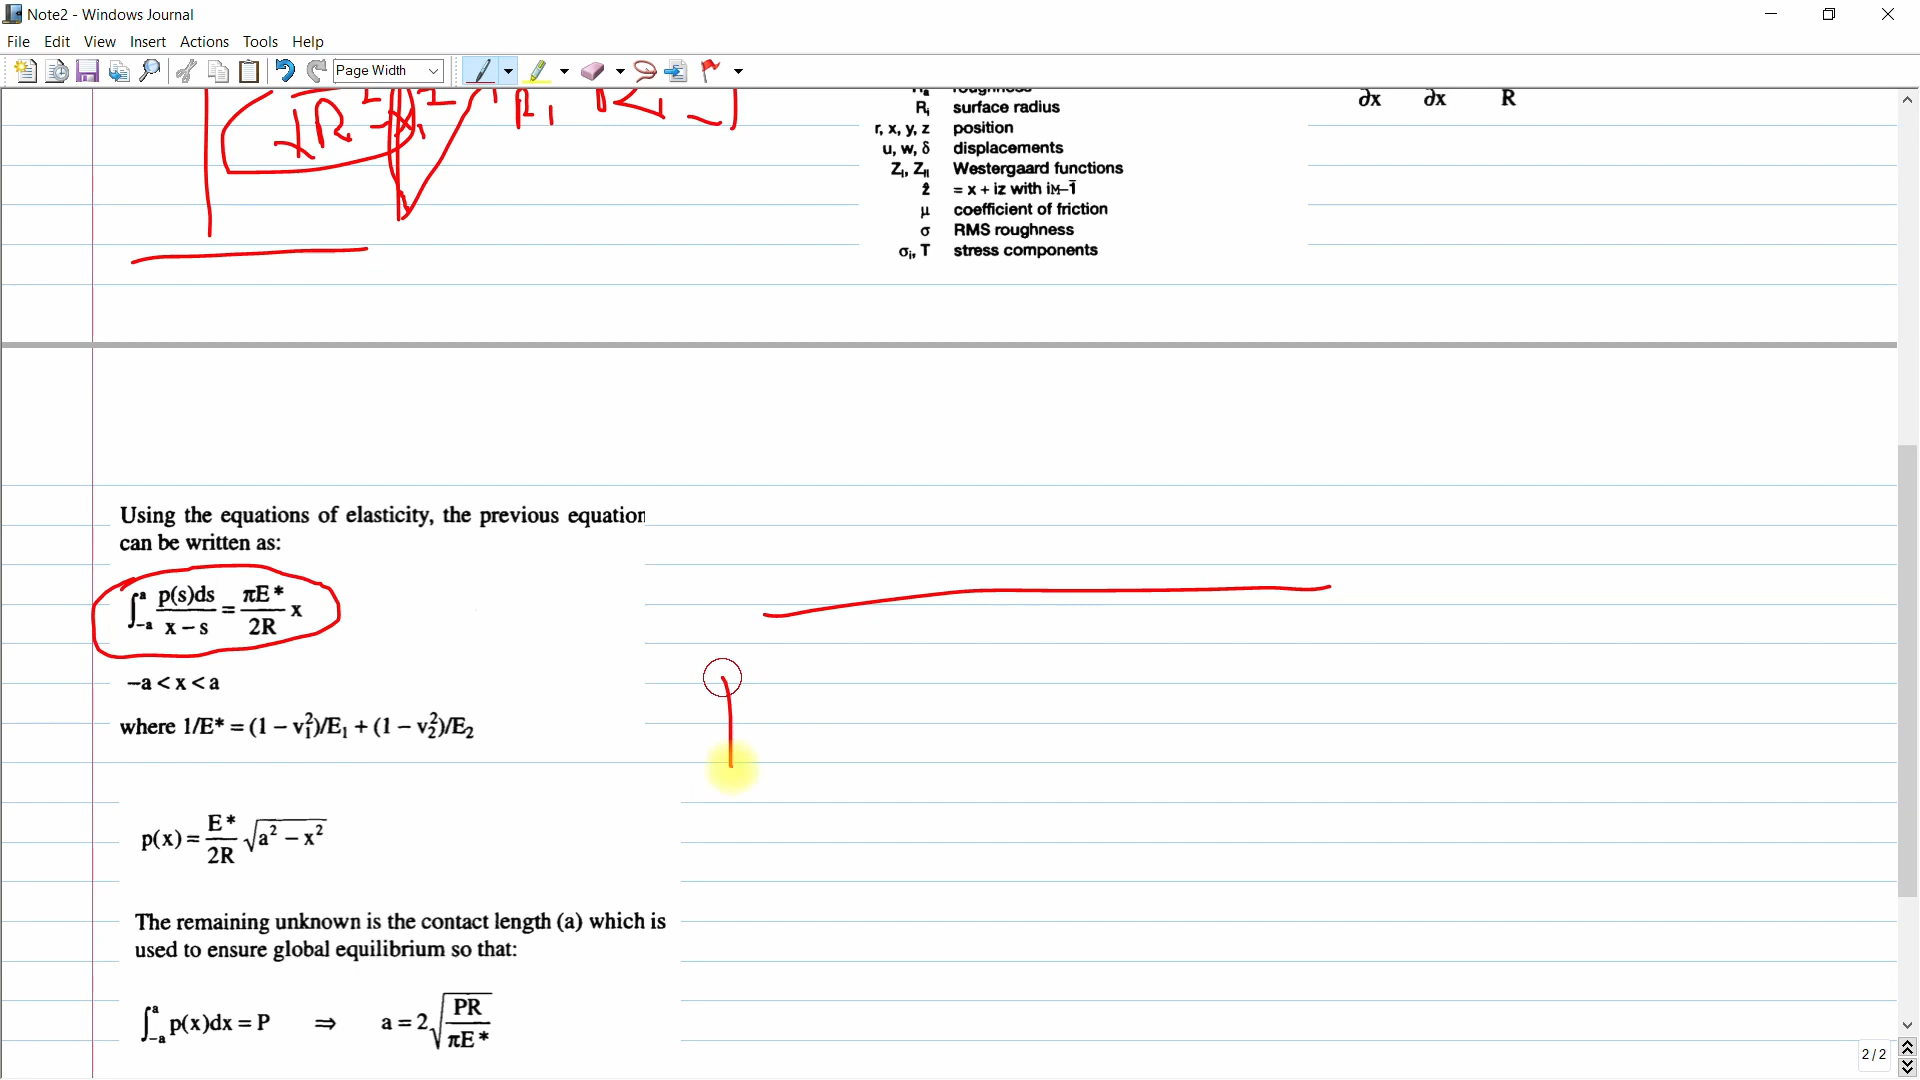 Note2 - Windows Journal
File Edit View Insert Actions Tools Help
Page Width
R₁ surface radius
r, x, y, z position
u, w, δ displacements
Z_I, Z_II Westergaard functions
ẑ = x + iz with iM–1̄
μ coefficient of friction
σ RMS roughness
σᵢ, T stress components
∂x ∂x R
Using the equations of elasticity, the previous equation
can be written as:
∫₋ₐᵃ p(s)ds / x – s = πE* / 2R x
–a < x < a
where 1/E* = (1 – v₁²)/E₁ + (1 – v₂²)/E₂
p(x) = E* / 2R √a² – x²
The remaining unknown is the contact length (a) which is
used to ensure global equilibrium so that:
∫₋ₐᵃ p(x)dx = P ⇒ a = 2√PR / πE*
2 / 2